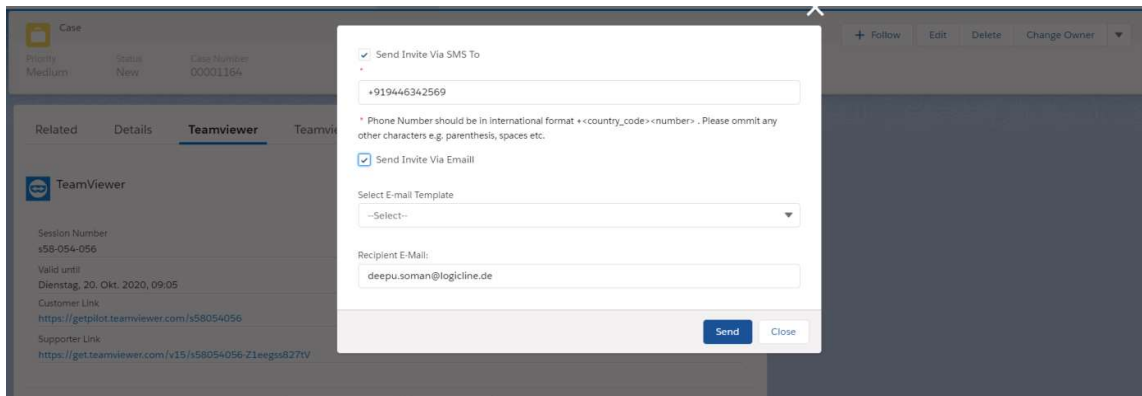 Case
+ Follow Edit Delete Change Owner
Priority Status Case Number
Medium New 00001164
Related Details Teamviewer Teamvie
TeamViewer
Session Number
s58-054-056
Valid until
Dienstag, 20. Okt. 2020, 09:05
Customer Link
https://getpilot.teamviewer.com/s58054056
Supporter Link
https://get.teamviewer.com/v15/s58054056-Z1eegss827tV
Send Invite Via SMS To
*
+919446342569
* Phone Number should be in international format +<country_code><number> . Please ommit any
other characters e.g. parenthesis, spaces etc.
Send Invite Via Emaill
Select E-mail Template
--Select--
Recipient E-Mail:
deepu.soman@logicline.de
Send Close